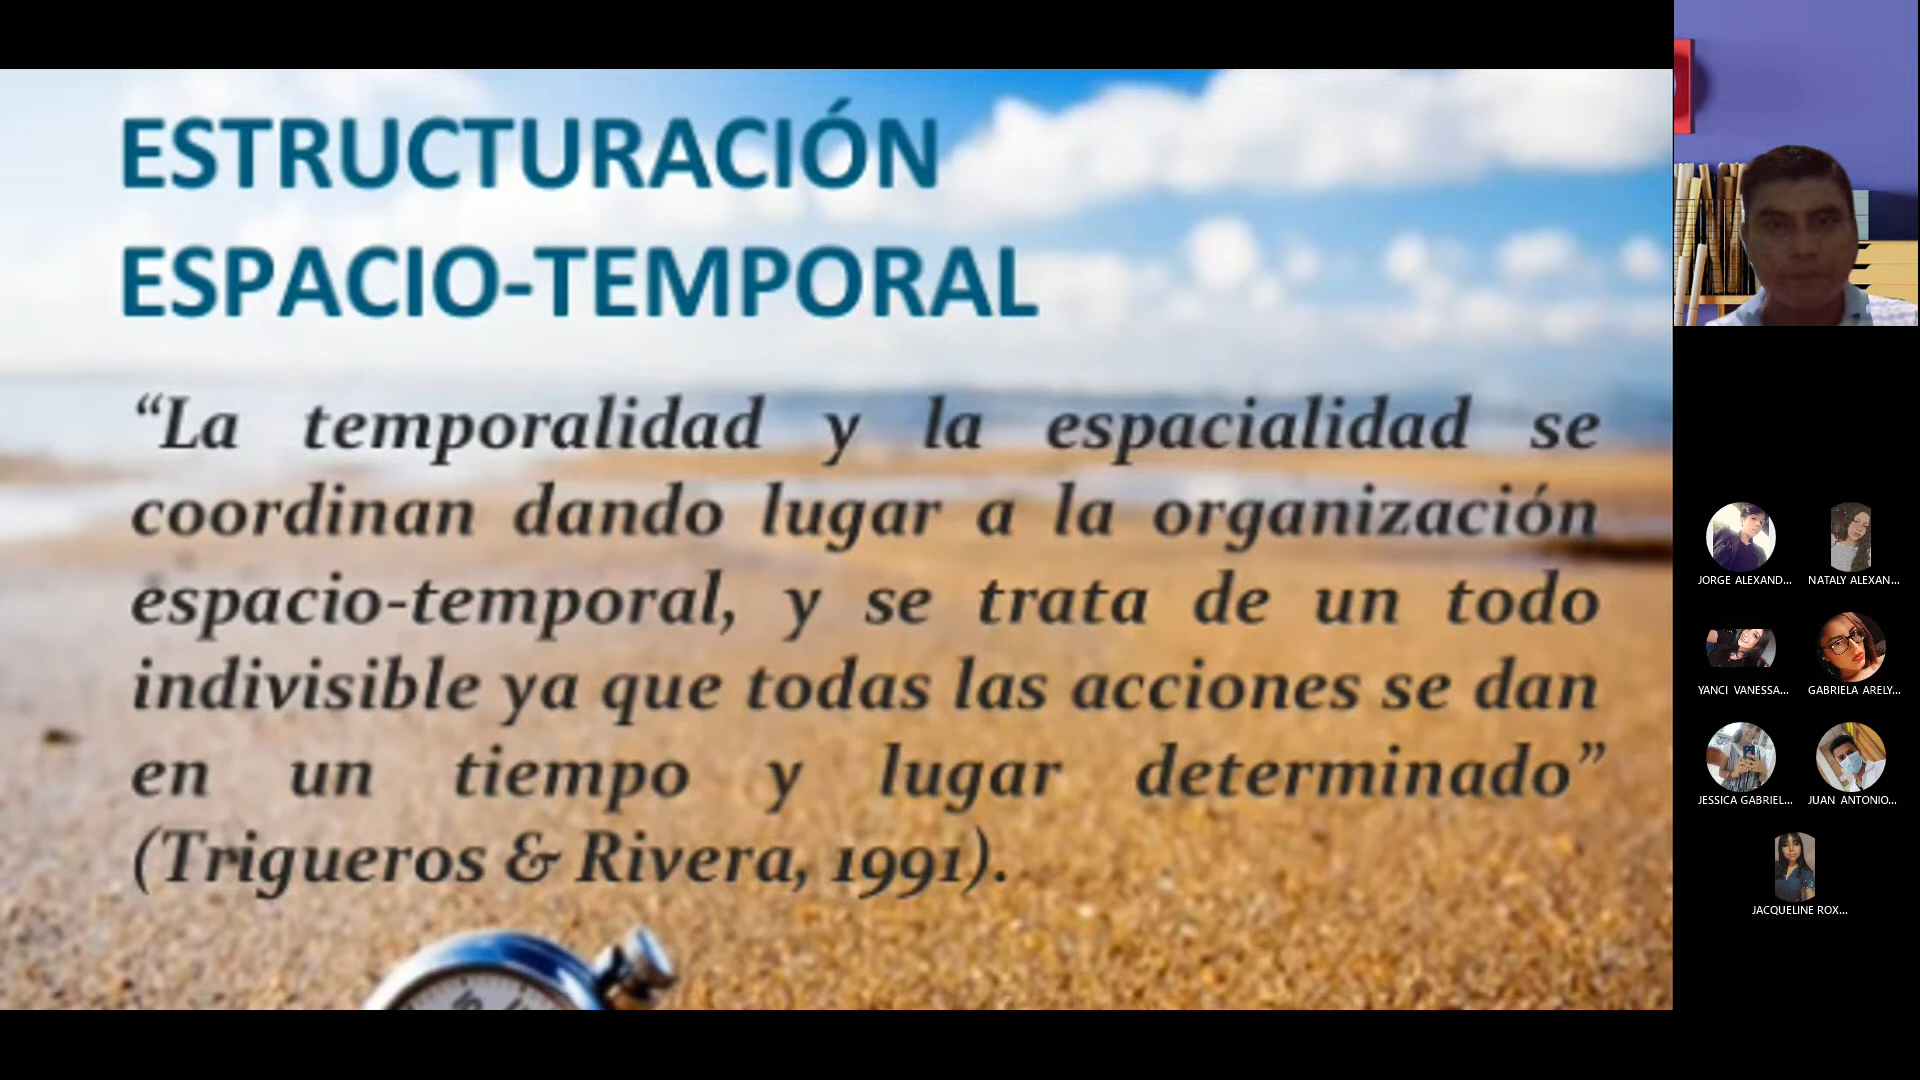 ESTRUCTURACIÓN
ESPACIO-TEMPORAL
“La temporalidad y la espacialidad se
coordinan dando lugar a la organización
espacio-temporal, y se trata de un todo
indivisible ya que todas las acciones se dan
en un tiempo y lugar determinado”
(Trigueros & Rivera, 1991).
JORGE ALEXAND... NATALY ALEXAN...
YANCI VANESSA... GABRIELA ARELY...
JESSICA GABRIEL... JUAN ANTONIO...
JACQUELINE ROX...